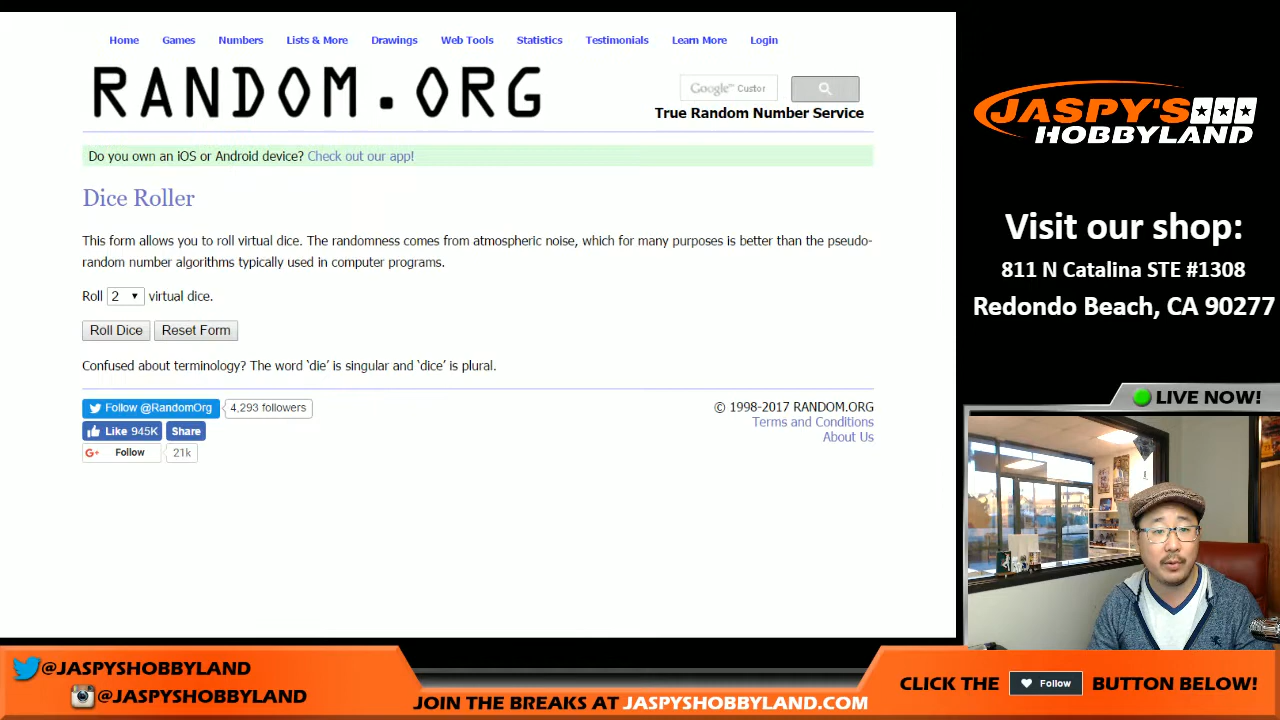 Home Games Numbers Lists & More Drawings Web Tools Statistics Testimonials Learn More Login
RANDOM.ORG
Google™ Custor
True Random Number Service
Do you own an iOS or Android device? Check out our app!
Dice Roller
This form allows you to roll virtual dice. The randomness comes from atmospheric noise, which for many purposes is better than the pseudo-
random number algorithms typically used in computer programs.
Roll 2 virtual dice.
Roll Dice Reset Form
Confused about terminology? The word ‘die’ is singular and ‘dice’ is plural.
Follow @RandomOrg 4,293 followers
Like 945K Share
G+ Follow 21k
© 1998-2017 RANDOM.ORG
Terms and Conditions
About Us
JASPY'S
HOBBYLAND
Visit our shop:
811 N Catalina STE #1308
Redondo Beach, CA 90277
LIVE NOW!
@JASPYSHOBBYLAND
@JASPYSHOBBYLAND
JOIN THE BREAKS AT JASPYSHOBBYLAND.COM
CLICK THE Follow BUTTON BELOW!